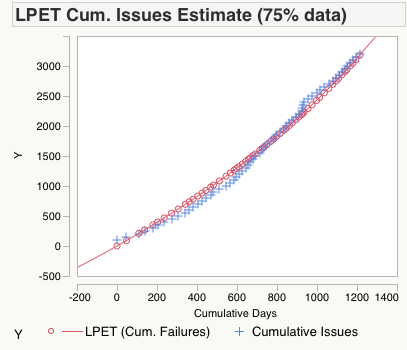 LPET Cum. Issues Estimate (75% data)
3000
2500
2000
1500
1000
500
0
-500
Y
-200 0 200 400 600 800 1000 1200 1400
Cumulative Days
Y LPET (Cum. Failures) Cumulative Issues